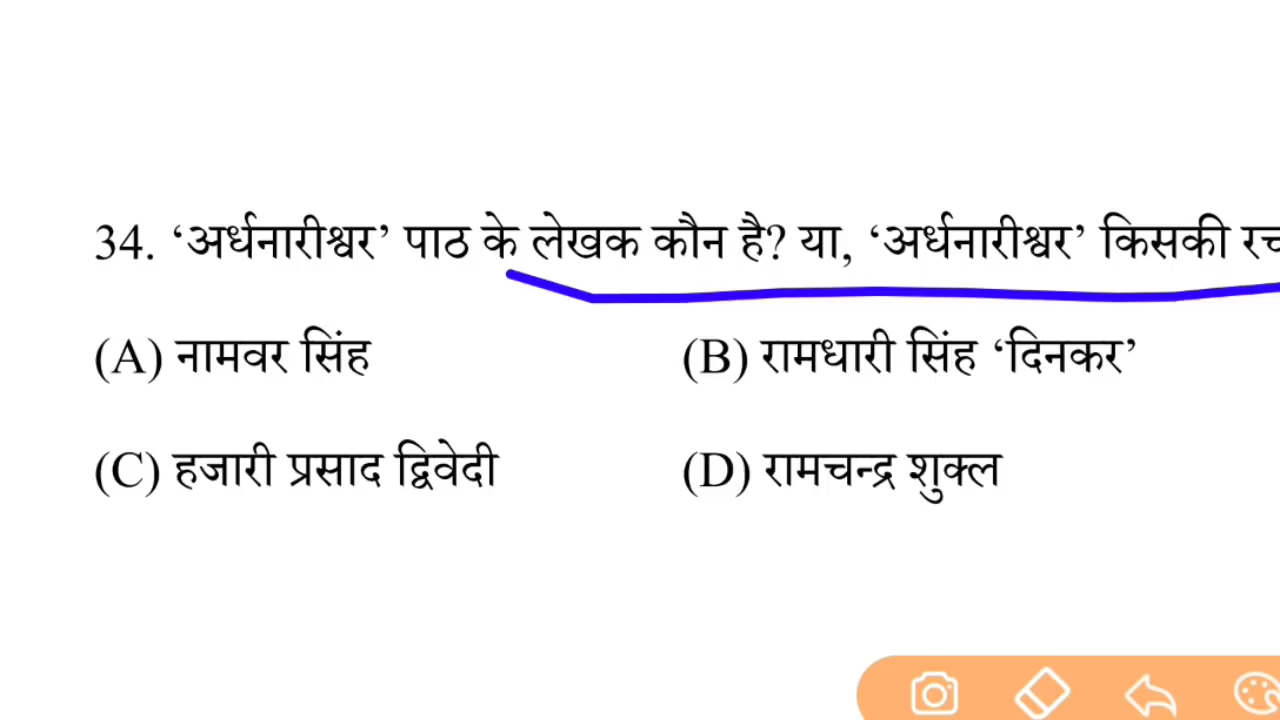 34. ‘अर्धनारीश्वर’ पाठ के लेखक कौन है? या, ‘अर्धनारीश्वर’ किसकी
(A) नामवर सिंह (B) रामधारी सिंह ‘दिनकर’
(C) हजारी प्रसाद द्विवेदी (D) रामचन्द्र शुक्ल